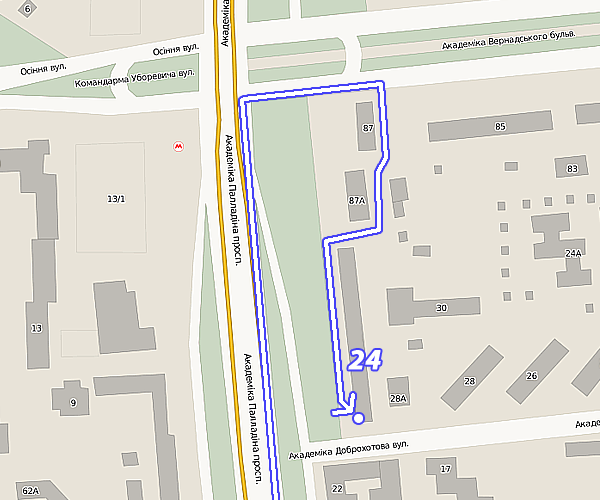 6
Академіка
Осіння вул.
Осіння вул.
Академіка Вернадського бульв.
Командарма Уборевича вул.
87
85
Академіка Палладіна просп.
83
13/1
87А
24А
30
13
24
28
26
9
28А
Академіка Палладіна просп.
Академіка Доброхотова вул.
Акаде
62А
22
17